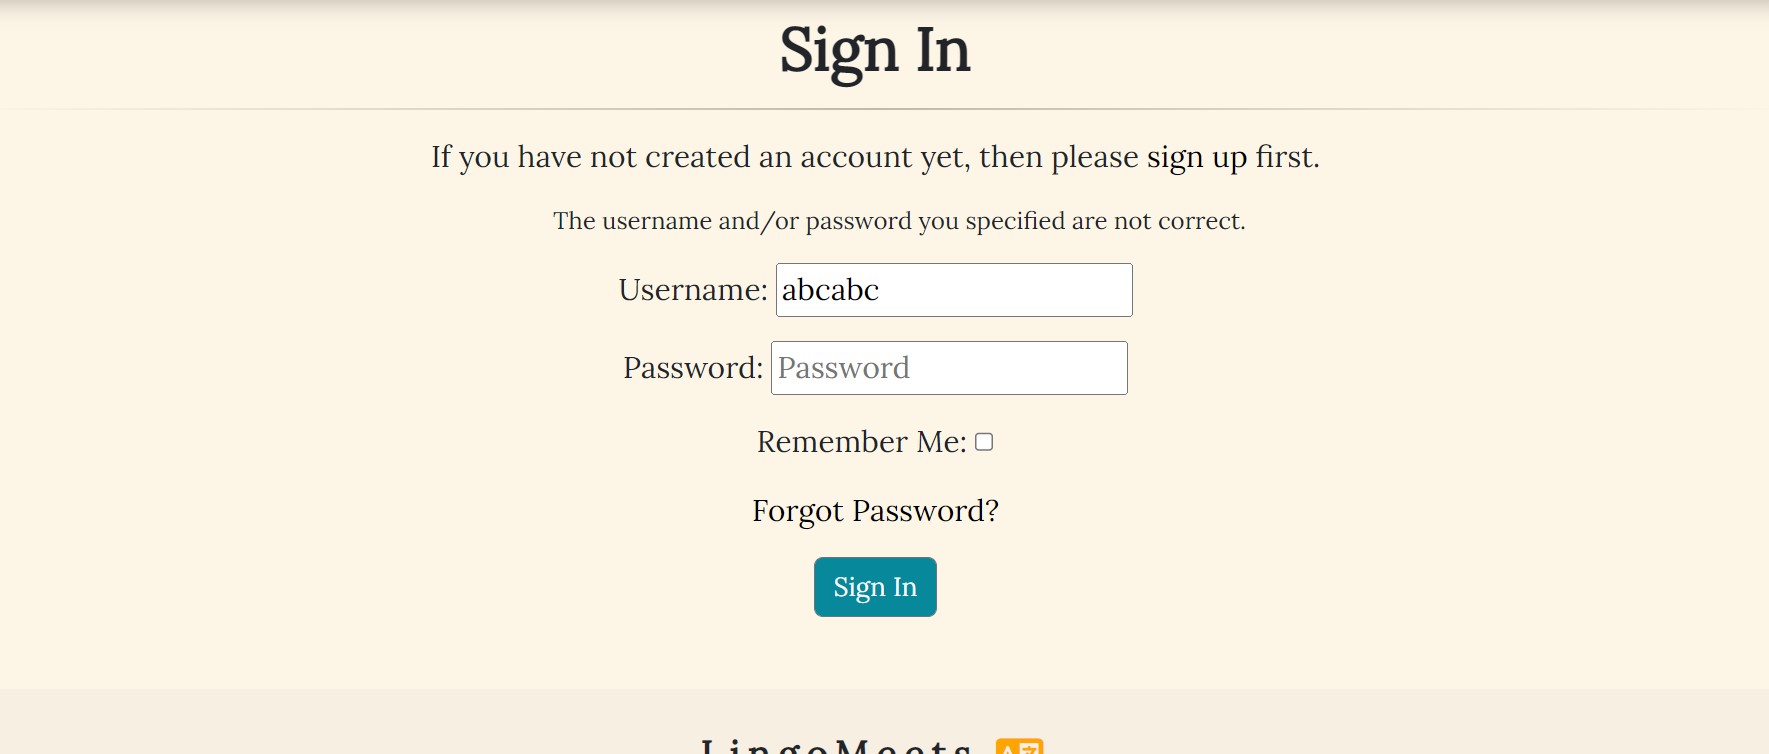 Sign In
If you have not created an account yet, then please sign up first.
The username and/or password you specified are not correct.
Username: abcabc
Password: Password
Remember Me:
Forgot Password?
Sign In
LingoMeets